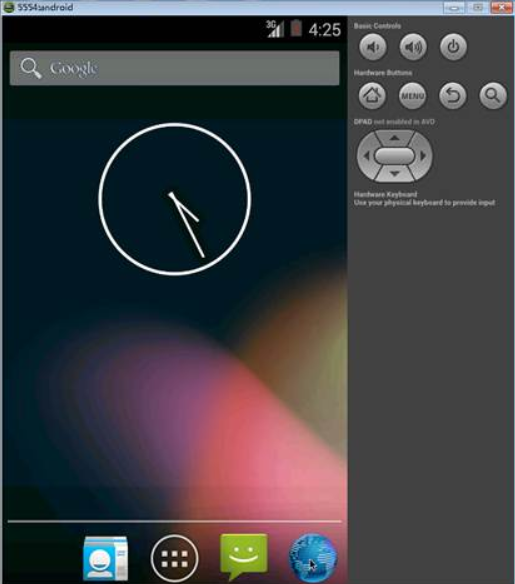 5554:android
3G 4:25
Google
Basic Controls
Hardware Buttons
MENU
DPAD not enabled in AVD
Hardware Keyboard
Use your physical keyboard to provide input